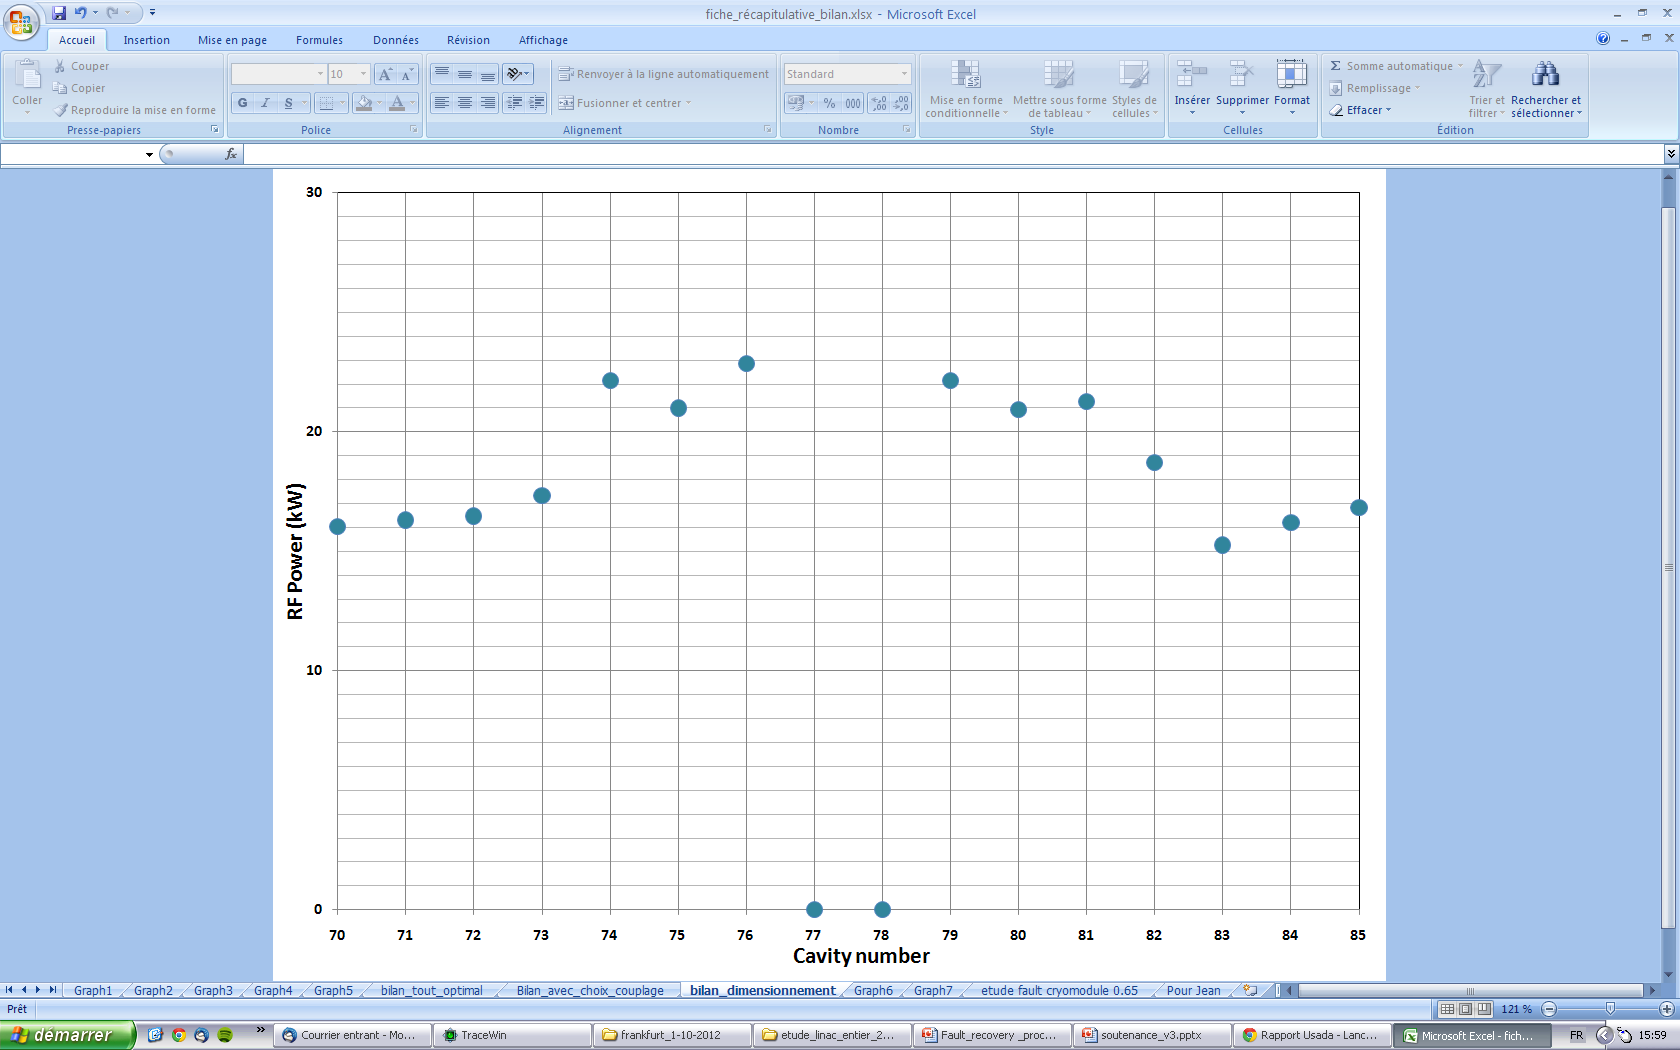 fiche_récapitulative_bilan.xlsx - Microsoft Excel
Accueil Insertion Mise en page Formules Données Révision Affichage
Coller
Couper
Copier
Reproduire la mise en forme
Presse-papiers
10
G I S
Police
Renvoyer à la ligne automatiquement
Fusionner et centrer
Alignement
Standard
% 000
Nombre
Mise en forme conditionnelle
Mettre sous forme de tableau
Styles de cellules
Style
Insérer Supprimer Format
Cellules
Somme automatique
Remplissage
Effacer
Trier et filtrer
Rechercher et sélectionner
Édition
fx
30
20
10
0
RF Power (kW)
70 71 72 73 74 75 76 77 78 79 80 81 82 83 84 85
Cavity number
Graph1 Graph2 Graph3 Graph4 Graph5 bilan_tout_optimal Bilan_avec_choix_couplage bilan_dimensionnement Graph6 Graph7 etude fault cryomodule 0.65 Pour Jean
Prêt 121 %
démarrer Courrier entrant - Mo... TraceWin frankfurt_1-10-2012 etude_linac_entier_2... Fault_recovery _proc... soutenance_v3.pptx Rapport Usada - Lanc... Microsoft Excel - fich... FR 15:59